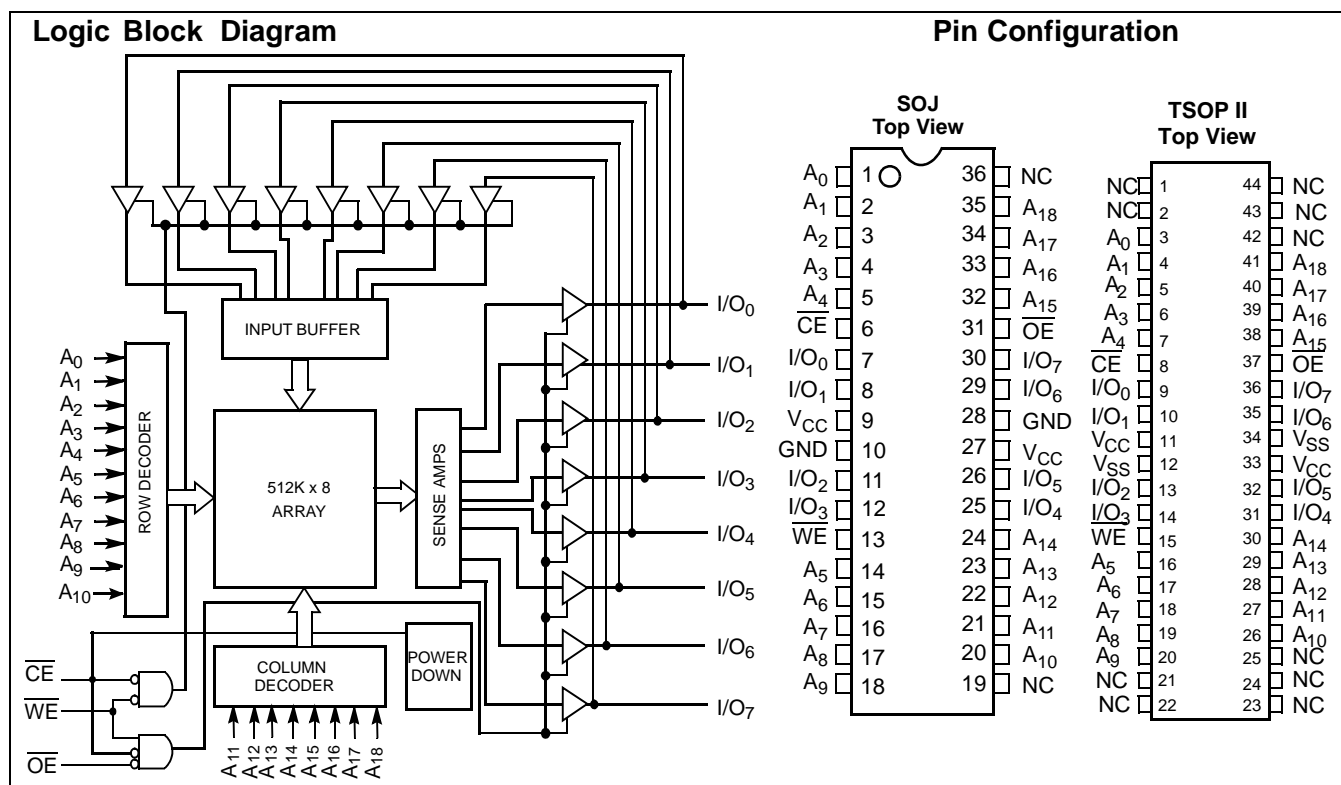 Logic Block Diagram
INPUT BUFFER
A0
A1
A2
A3
A4
A5
A6
A7
A8
A9
A10
ROW DECODER
512K x 8
ARRAY
SENSE AMPS
COLUMN
DECODER
POWER
DOWN
CE
WE
OE
A11
A12
A13
A14
A15
A16
A17
A18
I/O0
I/O1
I/O2
I/O3
I/O4
I/O5
I/O6
I/O7
Pin Configuration
SOJ
Top View
A0 1 36 NC
A1 2 35 A18
A2 3 34 A17
A3 4 33 A16
A4 5 32 A15
CE 6 31 OE
I/O0 7 30 I/O7
I/O1 8 29 I/O6
VCC 9 28 GND
GND 10 27 VCC
I/O2 11 26 I/O5
I/O3 12 25 I/O4
WE 13 24 A14
A5 14 23 A13
A6 15 22 A12
A7 16 21 A11
A8 17 20 A10
A9 18 19 NC
TSOP II
Top View
NC 1 44 NC
NC 2 43 NC
A0 3 42 NC
A1 4 41 A18
A2 5 40 A17
A3 6 39 A16
A4 7 38 A15
CE 8 37 OE
I/O0 9 36 I/O7
I/O1 10 35 I/O6
VCC 11 34 VSS
VSS 12 33 VCC
I/O2 13 32 I/O5
I/O3 14 31 I/O4
WE 15 30 A14
A5 16 29 A13
A6 17 28 A12
A7 18 27 A11
A8 19 26 A10
A9 20 25 NC
NC 21 24 NC
NC 22 23 NC